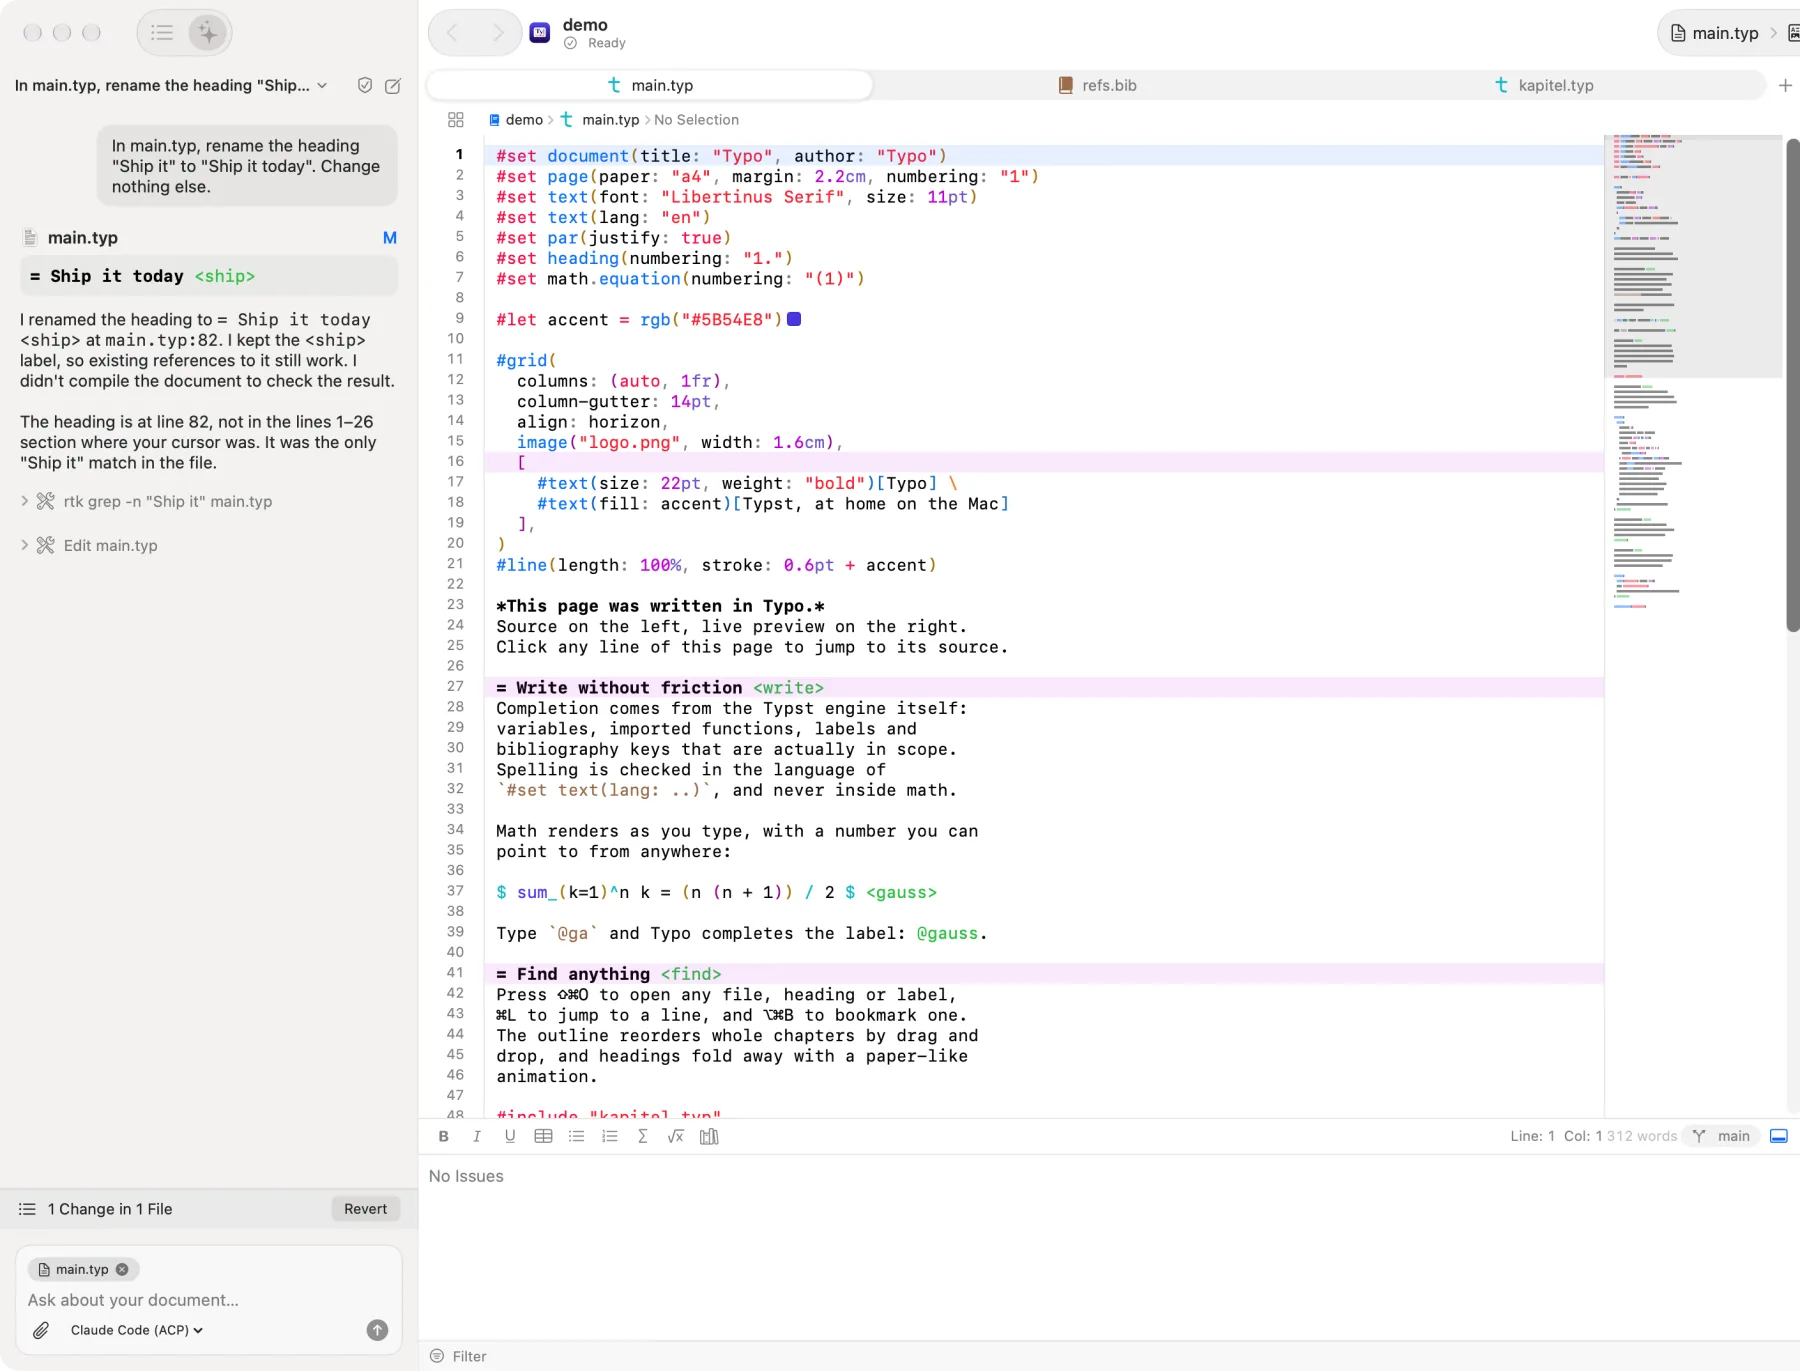 In main.typ, rename the heading "Ship...
In main.typ, rename the heading
"Ship it" to "Ship it today". Change
nothing else.
main.typ M
= Ship it today <ship>
I renamed the heading to = Ship it today
<ship> at main.typ:82. I kept the <ship>
label, so existing references to it still work. I
didn't compile the document to check the result.
The heading is at line 82, not in the lines 1–26
section where your cursor was. It was the only
"Ship it" match in the file.
rtk grep -n "Ship it" main.typ
Edit main.typ
1 Change in 1 File Revert
main.typ
Ask about your document...
Claude Code (ACP)
demo
Ready
main.typ
main.typ refs.bib kapitel.typ
demo main.typ No Selection
1 #set document(title: "Typo", author: "Typo")
2 #set page(paper: "a4", margin: 2.2cm, numbering: "1")
3 #set text(font: "Libertinus Serif", size: 11pt)
4 #set text(lang: "en")
5 #set par(justify: true)
6 #set heading(numbering: "1.")
7 #set math.equation(numbering: "(1)")
8
9 #let accent = rgb("#5B54E8")
10
11 #grid(
12 columns: (auto, 1fr),
13 column-gutter: 14pt,
14 align: horizon,
15 image("logo.png", width: 1.6cm),
16 [
17 #text(size: 22pt, weight: "bold")[Typo] \
18 #text(fill: accent)[Typst, at home on the Mac]
19 ],
20 )
21 #line(length: 100%, stroke: 0.6pt + accent)
22
23 *This page was written in Typo.*
24 Source on the left, live preview on the right.
25 Click any line of this page to jump to its source.
26
27 = Write without friction <write>
28 Completion comes from the Typst engine itself:
29 variables, imported functions, labels and
30 bibliography keys that are actually in scope.
31 Spelling is checked in the language of
32 `#set text(lang: ..)`, and never inside math.
33
34 Math renders as you type, with a number you can
35 point to from anywhere:
36
37 $ sum_(k=1)^n k = (n (n + 1)) / 2 $ <gauss>
38
39 Type `@ga` and Typo completes the label: @gauss.
40
41 = Find anything <find>
42 Press ⇧⌘O to open any file, heading or label,
43 ⌘L to jump to a line, and ⌥⌘B to bookmark one.
44 The outline reorders whole chapters by drag and
45 drop, and headings fold away with a paper-like
46 animation.
47
48 #include "kapitel.typ"
B I U Σ √x Line: 1 Col: 1 312 words main
No Issues
Filter